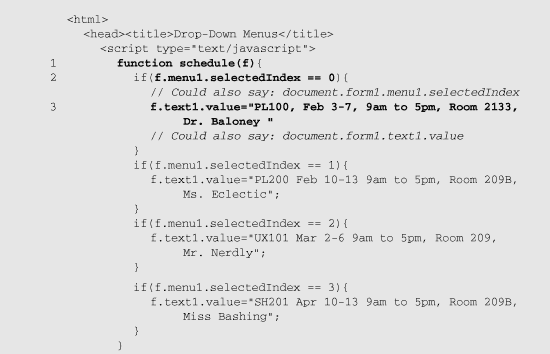 <html>
<head><title>Drop-Down Menus</title>
<script type="text/javascript">
1 function schedule(f){
2 if(f.menu1.selectedIndex == 0){
// Could also say: document.form1.menu1.selectedIndex
3 f.text1.value="PL100, Feb 3-7, 9am to 5pm, Room 2133,
Dr. Baloney "
// Could also say: document.form1.text1.value
}
if(f.menu1.selectedIndex == 1){
f.text1.value="PL200 Feb 10-13 9am to 5pm, Room 209B,
Ms. Eclectic";
}
if(f.menu1.selectedIndex == 2){
f.text1.value="UX101 Mar 2-6 9am to 5pm, Room 209,
Mr. Nerdly";
}
if(f.menu1.selectedIndex == 3){
f.text1.value="SH201 Apr 10-13 9am to 5pm, Room 209B,
Miss Bashing";
}
}